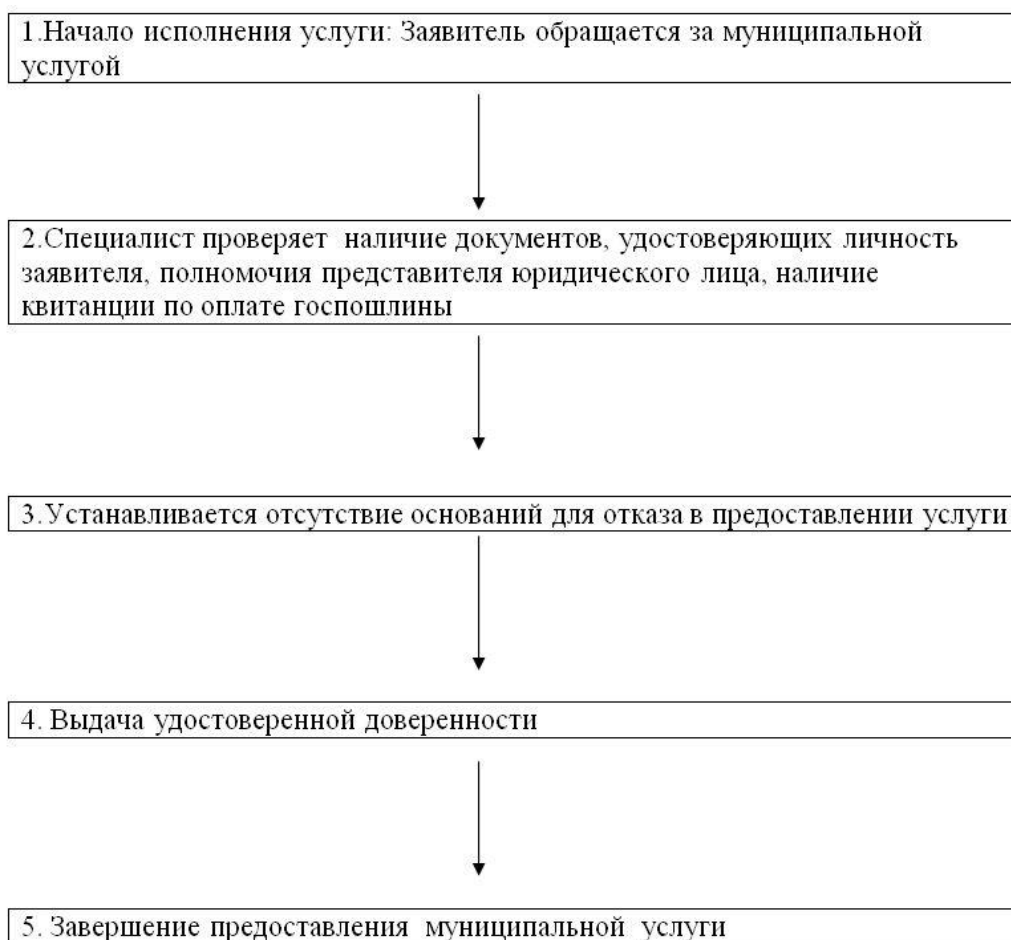 1.Начало исполнения услуги: Заявитель обращается за муниципальной
услугой
2.Специалист проверяет наличие документов, удостоверяющих личность
заявителя, полномочия представителя юридического лица, наличие
квитанции по оплате госпошлины
3.Устанавливается отсутствие оснований для отказа в предоставлении услуги
4. Выдача удостоверенной доверенности
5. Завершение предоставления муниципальной услуги